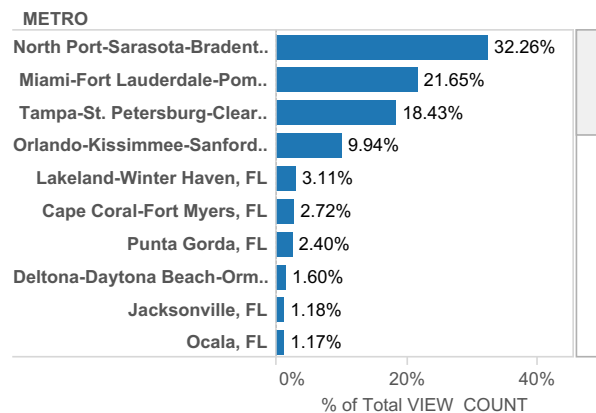 METRO
North Port-Sarasota-Bradent.. 32.26%
Miami-Fort Lauderdale-Pom.. 21.65%
Tampa-St. Petersburg-Clear.. 18.43%
Orlando-Kissimmee-Sanford.. 9.94%
Lakeland-Winter Haven, FL 3.11%
Cape Coral-Fort Myers, FL 2.72%
Punta Gorda, FL 2.40%
Deltona-Daytona Beach-Orm.. 1.60%
Jacksonville, FL 1.18%
Ocala, FL 1.17%
0% 20% 40%
% of Total VIEW_COUNT